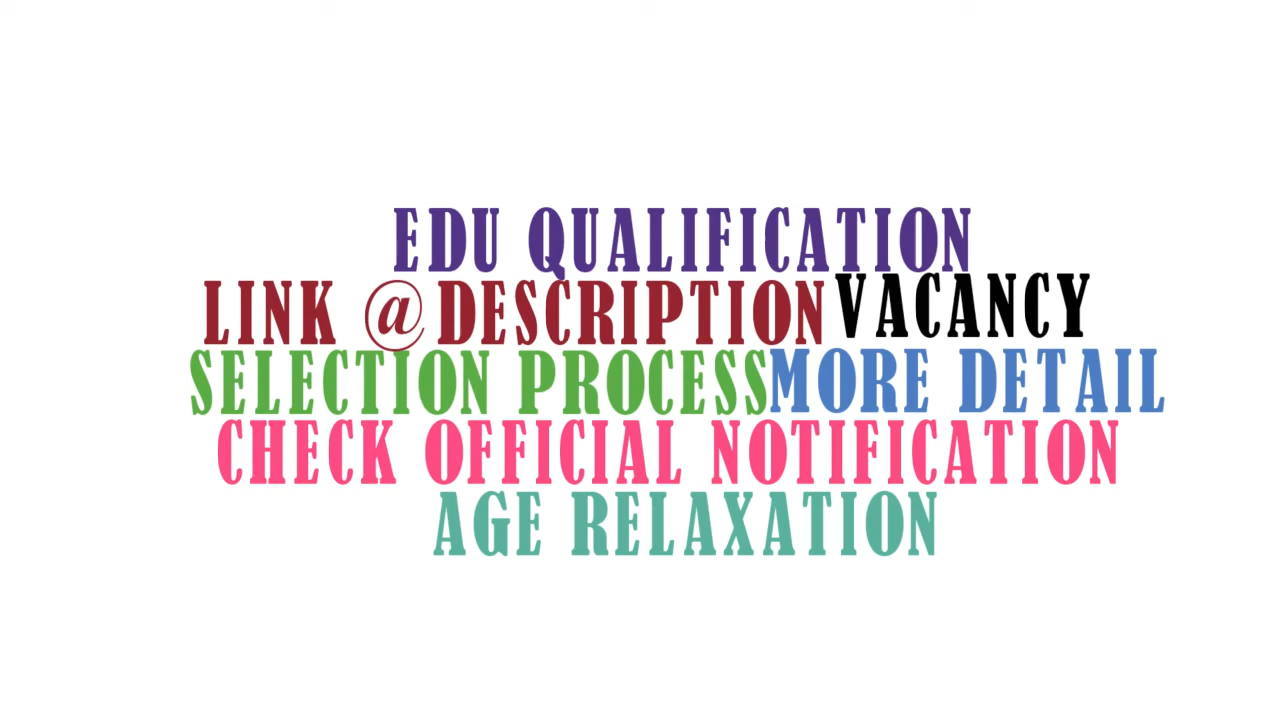 EDU QUALIFICATION
LINK @ DESCRIPTION VACANCY
SELECTION PROCESS MORE DETAIL
CHECK OFFICIAL NOTIFICATION
AGE RELAXATION